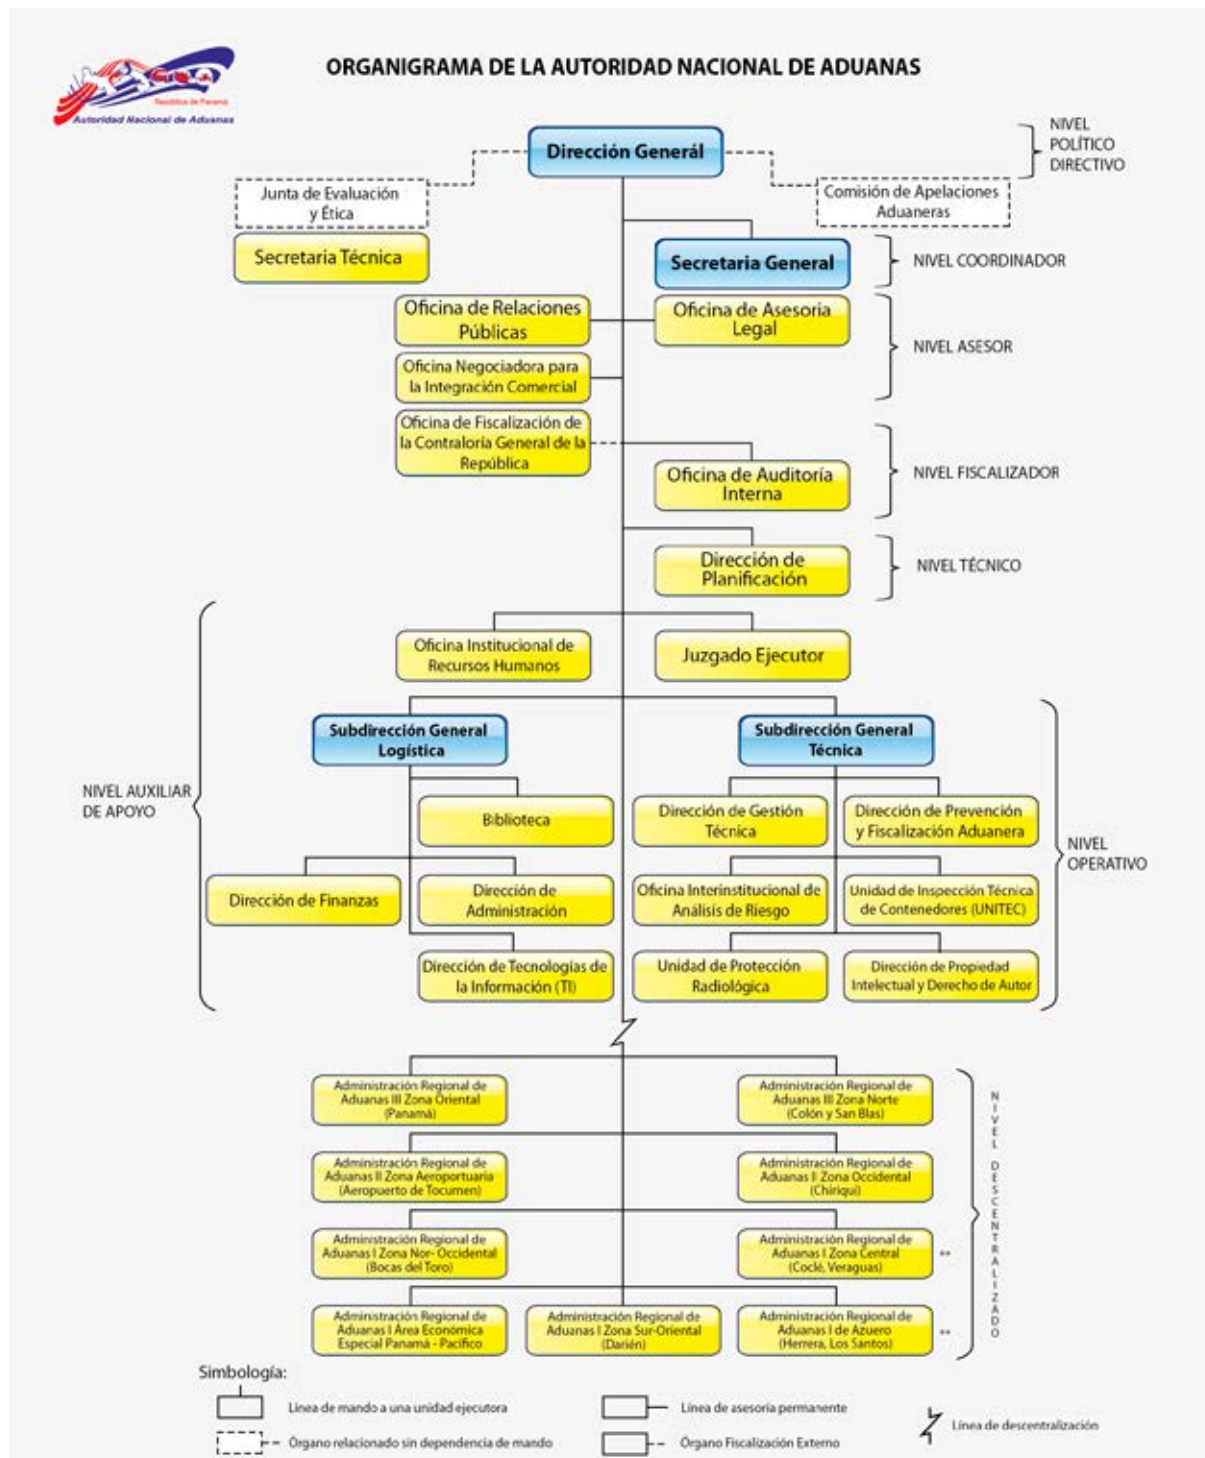 ORGANIGRAMA DE LA AUTORIDAD NACIONAL DE ADUANAS
República de Panamá
Autoridad Nacional de Aduanas
Dirección Generál
NIVEL
POLÍTICO
DIRECTIVO
Junta de Evaluación
y Ética
Comisión de Apelaciones
Aduaneras
Secretaria Técnica
Secretaria General
NIVEL COORDINADOR
Oficina de Relaciones
Públicas
Oficina de Asesoria
Legal
NIVEL ASESOR
Oficina Negociadora para
la Integración Comercial
Oficina de Fiscalización de
la Contraloría General de la
República
Oficina de Auditoría
Interna
NIVEL FISCALIZADOR
Dirección de
Planificación
NIVEL TÉCNICO
Oficina Institucional de
Recursos Humanos
Juzgado Ejecutor
Subdirección General
Logística
Subdirección General
Técnica
NIVEL AUXILIAR
DE APOYO
Biblioteca
Dirección de Gestión
Técnica
Dirección de Prevención
y Fiscalización Aduanera
NIVEL
OPERATIVO
Dirección de Finanzas
Dirección de
Administración
Oficina Interinstitucional de
Análisis de Riesgo
Unidad de Inspección Técnica
de Contenedores (UNITEC)
Dirección de Tecnologías de
la Información (TI)
Unidad de Protección
Radiológica
Dirección de Propiedad
Intelectual y Derecho de Autor
Administración Regional de
Aduanas III Zona Oriental
(Panamá)
Administración Regional de
Aduanas III Zona Norte
(Colón y San Blas)
NIVEL DESCENTRALIZADO
Administración Regional de
Aduanas II Zona Aeroportuaria
(Aeropuerto de Tocumen)
Administración Regional de
Aduanas II Zona Occidental
(Chiriqui)
Administración Regional de
Aduanas I Zona Nor- Occidental
(Bocas del Toro)
Administración Regional de
Aduanas I Zona Central
(Coclé, Veraguas)
Administración Regional de
Aduanas I Área Económica
Especial Panamá - Pacífico
Administración Regional de
Aduanas I Zona Sur-Oriental
(Darién)
Administración Regional de
Aduanas I de Azuero
(Herrera, Los Santos)
Simbología:
Línea de mando a una unidad ejecutora
Línea de asesoría permanente
Línea de descentralización
Órgano relacionado sin dependencia de mando
Órgano Fiscalización Externo